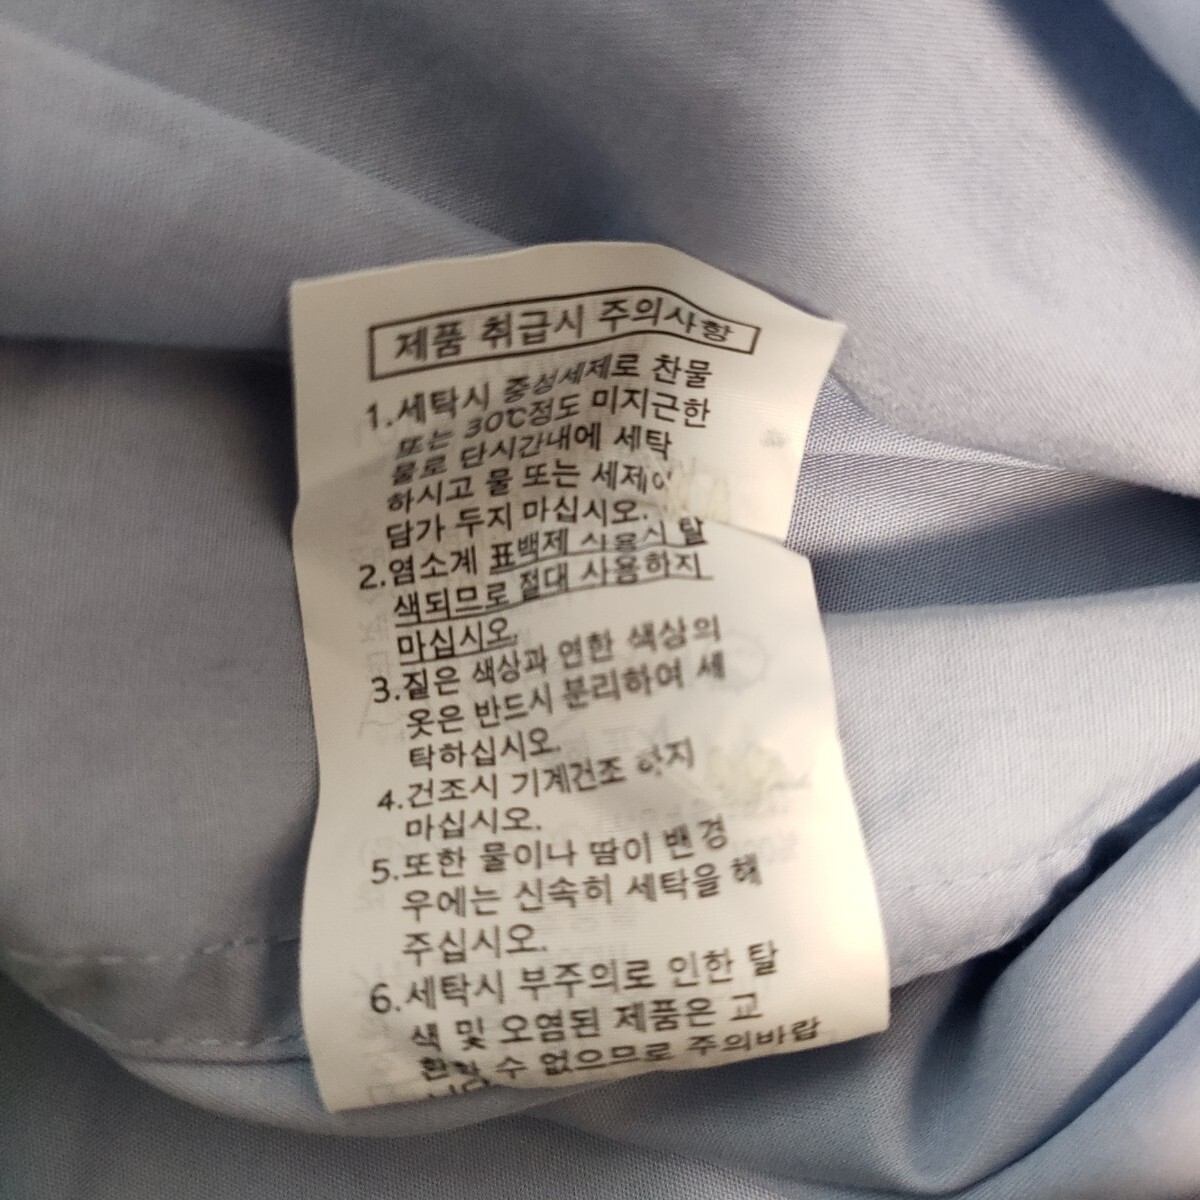 제품 취급시 주의사항
1.세탁시 중성세제로 찬물
또는 30℃정도 미지근한
물로 단시간내에 세탁
하시고 물 또는 세제에
담가 두지 마십시오.
2.염소계 표백제 사용시 탈
색되므로 절대 사용하지
마십시오.
3.짙은 색상과 연한 색상의
옷은 반드시 분리하여 세
탁하십시오.
4.건조시 기계건조 하지
마십시오.
5.또한 물이나 땀이 밴 경
우에는 신속히 세탁을 해
주십시오.
6.세탁시 부주의로 인한 탈
색 및 오염된 제품은 교
환할 수 없으므로 주의바랍
니다